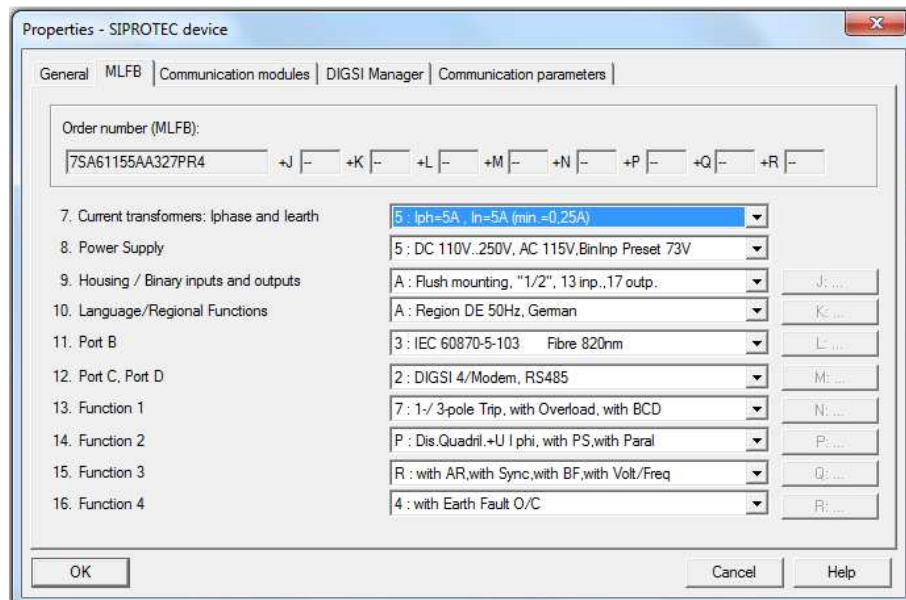 Properties - SIPROTEC device
General MLFB Communication modules DIGSI Manager Communication parameters
Order number (MLFB):
7SA61155AA327PR4 +J -- +K -- +L -- +M -- +N -- +P -- +Q -- +R --
7. Current transformers: Iphase and Iearth 5 : Iph=5A , In=5A (min.=0,25A)
8. Power Supply 5 : DC 110V..250V, AC 115V,BinInp Preset 73V
9. Housing / Binary inputs and outputs A : Flush mounting, "1/2", 13 inp.,17 outp. J: ...
10. Language/Regional Functions A : Region DE 50Hz, German K: ...
11. Port B 3 : IEC 60870-5-103 Fibre 820nm L: ...
12. Port C, Port D 2 : DIGSI 4/Modem, RS485 M: ...
13. Function 1 7 : 1-/ 3-pole Trip, with Overload, with BCD N: ...
14. Function 2 P : Dis.Quadril.+U I phi, with PS,with Paral P: ...
15. Function 3 R : with AR,with Sync,with BF,with Volt/Freq Q: ...
16. Function 4 4 : with Earth Fault O/C R: ...
OK Cancel Help